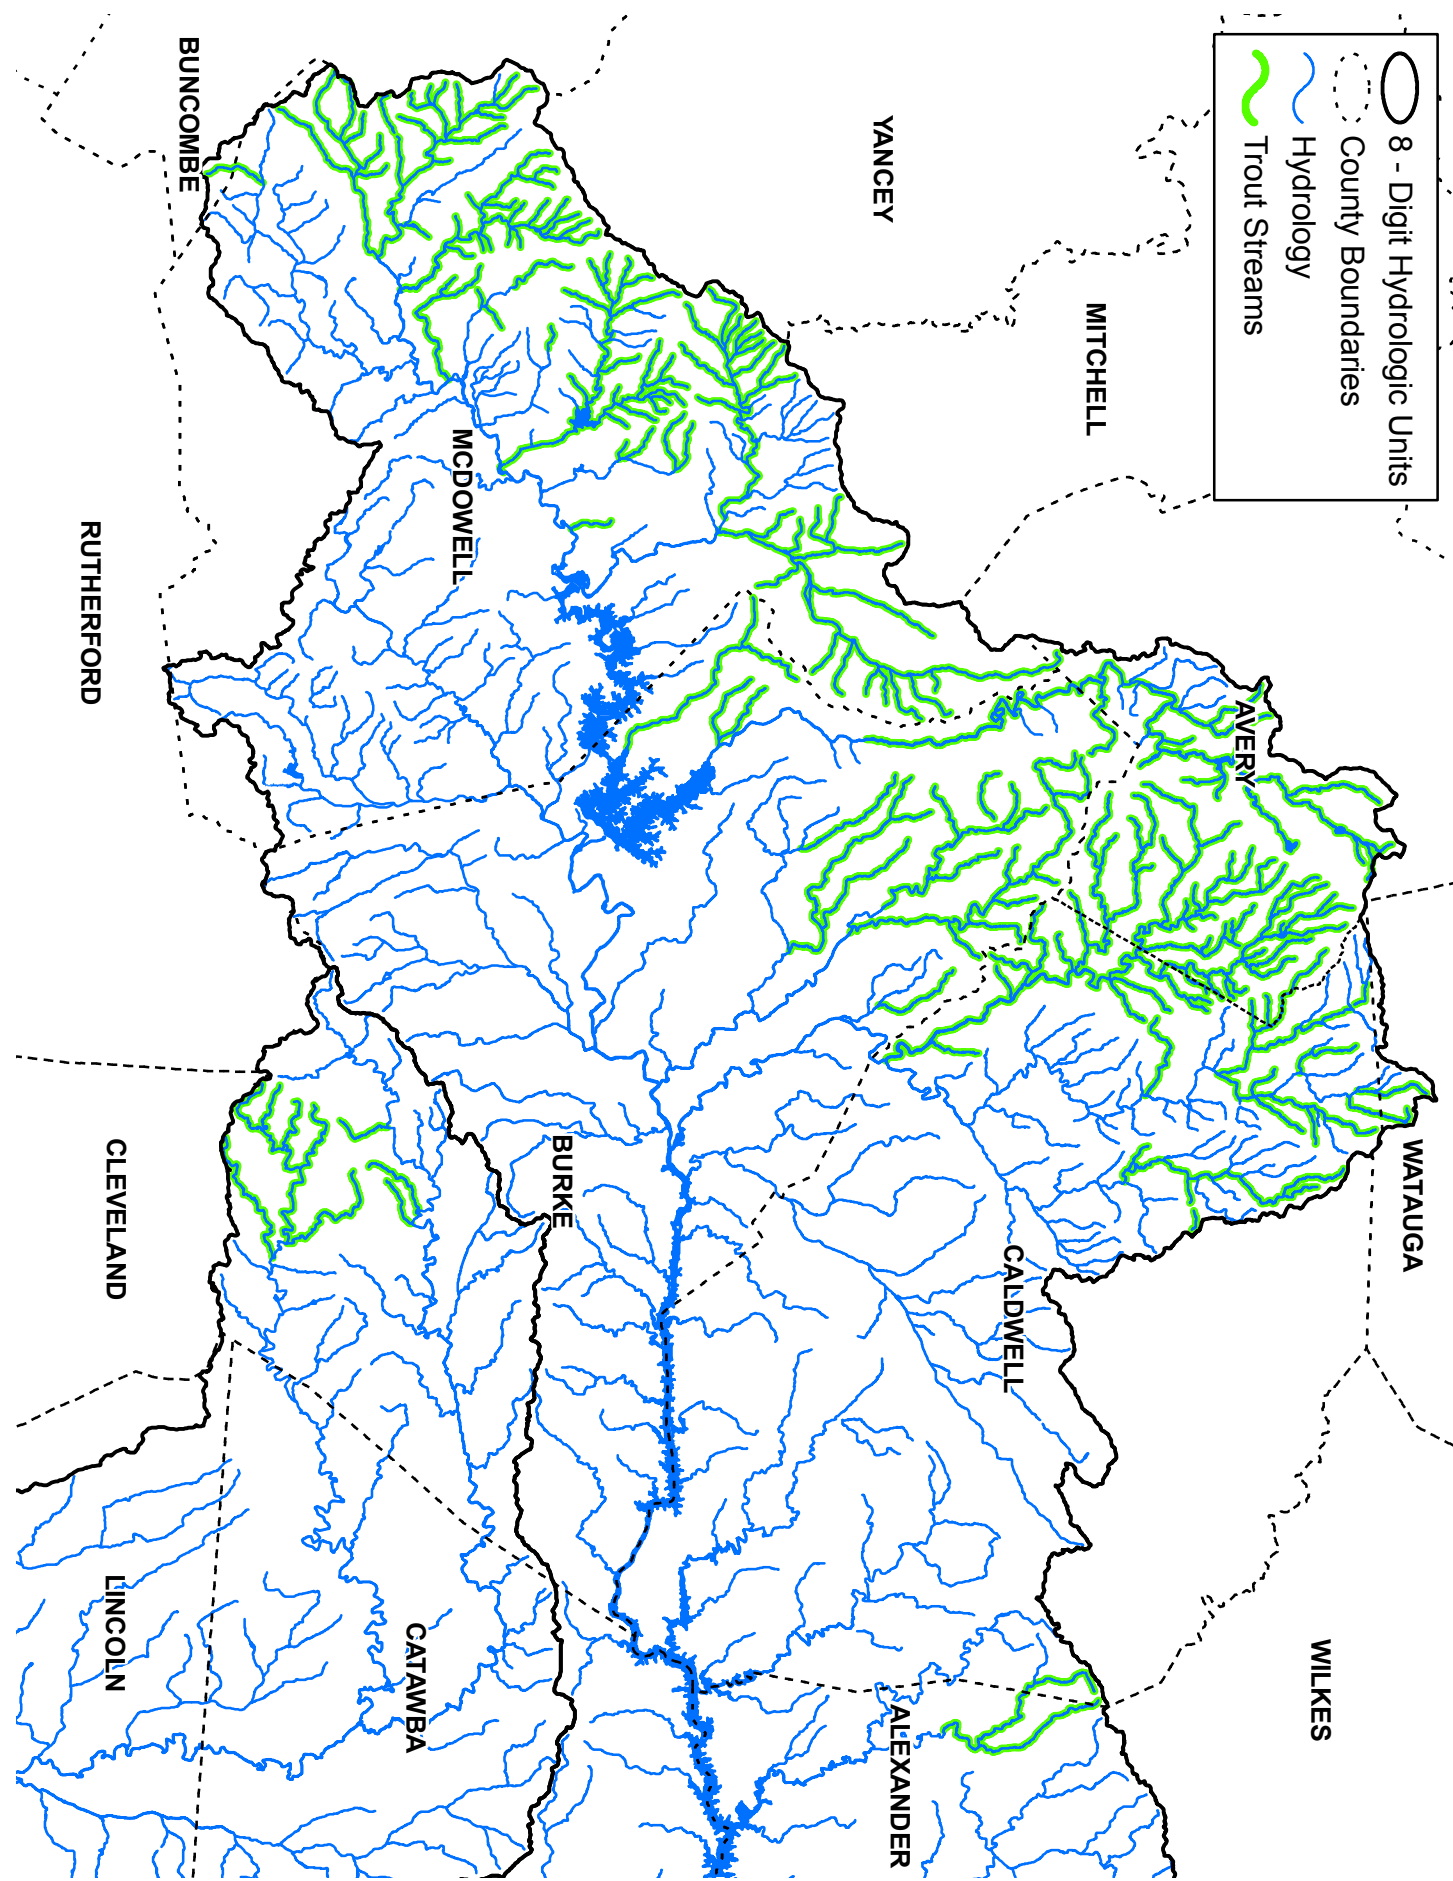 8 - Digit Hydrologic Units
County Boundaries
Hydrology
Trout Streams
WATAUGA
WILKES
AVERY
MITCHELL
CALDWELL
YANCEY
ALEXANDER
BURKE
MCDOWELL
CATAWBA
BUNCOMBE
RUTHERFORD
CLEVELAND
LINCOLN